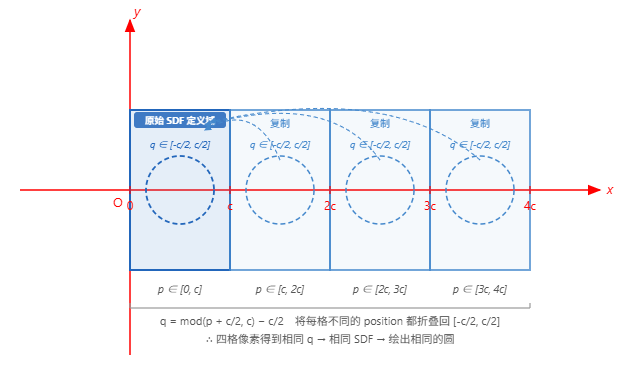 y
原始 SDF 定义域
复制
复制
复制
q ∈ [-c/2, c/2]
q ∈ [-c/2, c/2]
q ∈ [-c/2, c/2]
q ∈ [-c/2, c/2]
x
O
0
c
2c
3c
4c
p ∈ [0, c]
p ∈ [c, 2c]
p ∈ [2c, 3c]
p ∈ [3c, 4c]
q = mod(p + c/2, c) − c/2 将每格不同的 position 都折叠回 [-c/2, c/2]
∴ 四格像素得到相同 q → 相同 SDF → 绘出相同的圆